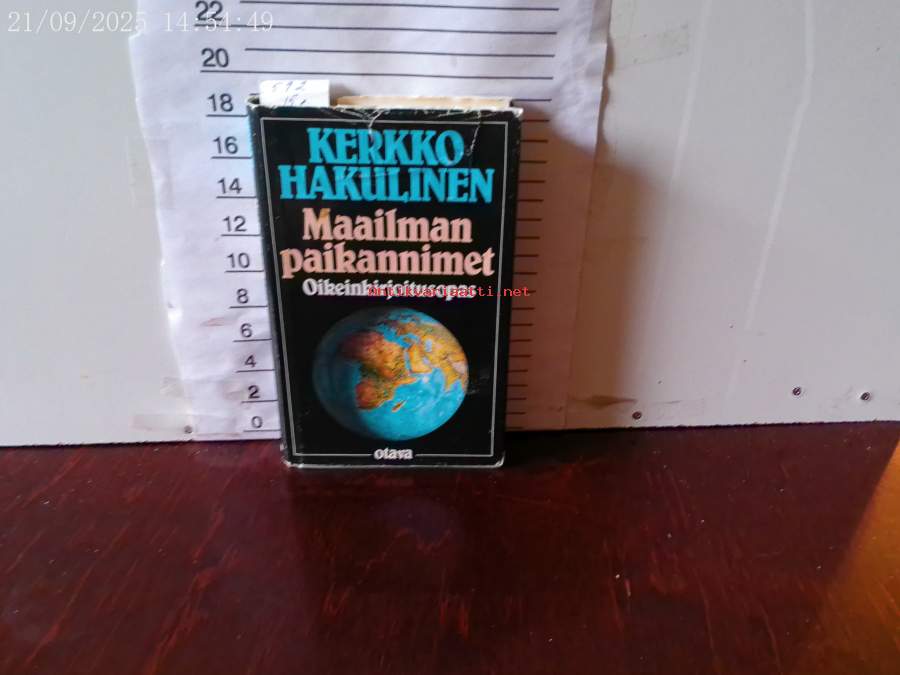 21/09/2025 14:51:49
22
20
18
16
14
12
10
8
6
4
2
0
KERKKO
HAKULINEN
Maailman
paikannimet
Oikeinkirjoitusopas
antikvariaatti.net
otava